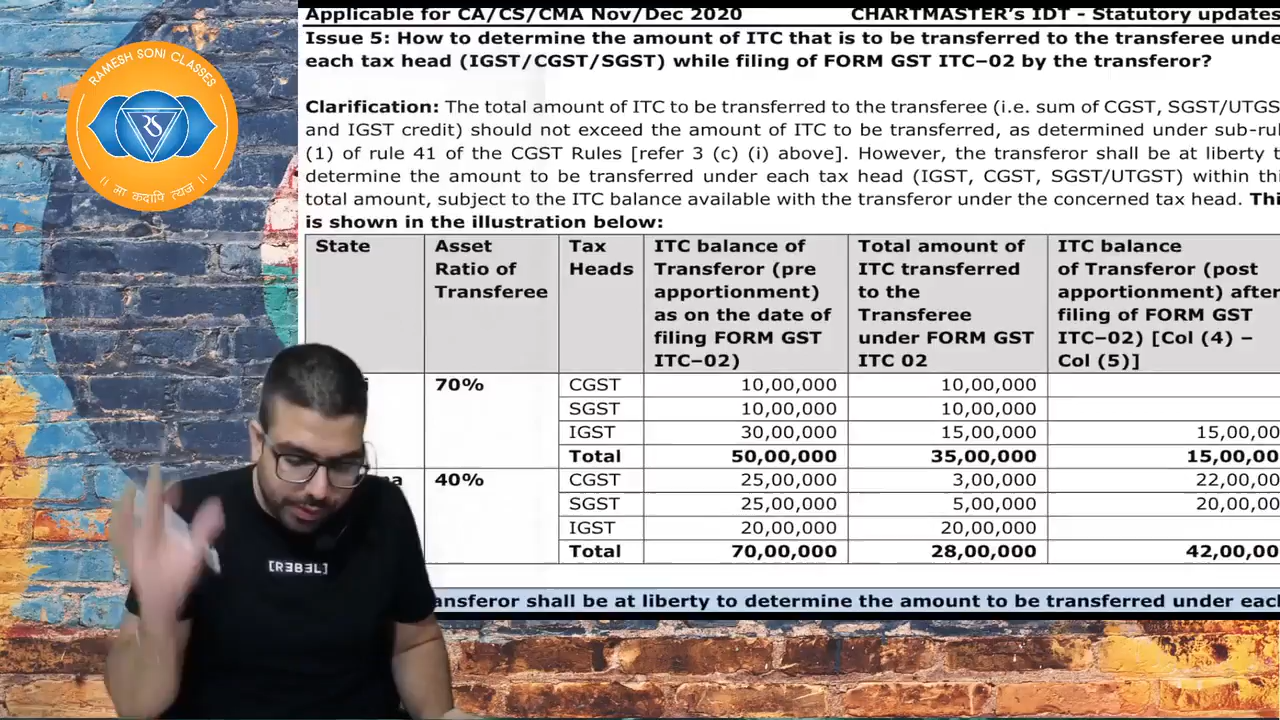 RAMESH SONI CLASSES
॥ मा कदापि त्यज ॥
Applicable for CA/CS/CMA Nov/Dec 2020 CHARTMASTER's IDT - Statutory updates
Issue 5: How to determine the amount of ITC that is to be transferred to the transferee unde
each tax head (IGST/CGST/SGST) while filing of FORM GST ITC–02 by the transferor?
Clarification: The total amount of ITC to be transferred to the transferee (i.e. sum of CGST, SGST/UTGS
and IGST credit) should not exceed the amount of ITC to be transferred, as determined under sub-rul
(1) of rule 41 of the CGST Rules [refer 3 (c) (i) above]. However, the transferor shall be at liberty t
determine the amount to be transferred under each tax head (IGST, CGST, SGST/UTGST) within thi
total amount, subject to the ITC balance available with the transferor under the concerned tax head. Thi
is shown in the illustration below:
State Asset Tax ITC balance of Total amount of ITC balance
Ratio of Heads Transferor (pre ITC transferred of Transferor (post
Transferee apportionment) to the apportionment) after
as on the date of Transferee filing of FORM GST
filing FORM GST under FORM GST ITC–02) [Col (4) –
ITC–02) ITC 02 Col (5)]
70% CGST 10,00,000 10,00,000
SGST 10,00,000 10,00,000
IGST 30,00,000 15,00,000 15,00,00
Total 50,00,000 35,00,000 15,00,00
a 40% CGST 25,00,000 3,00,000 22,00,00
SGST 25,00,000 5,00,000 20,00,00
IGST 20,00,000 20,00,000
Total 70,00,000 28,00,000 42,00,00
ansferor shall be at liberty to determine the amount to be transferred under eac
[RƎBƎL]